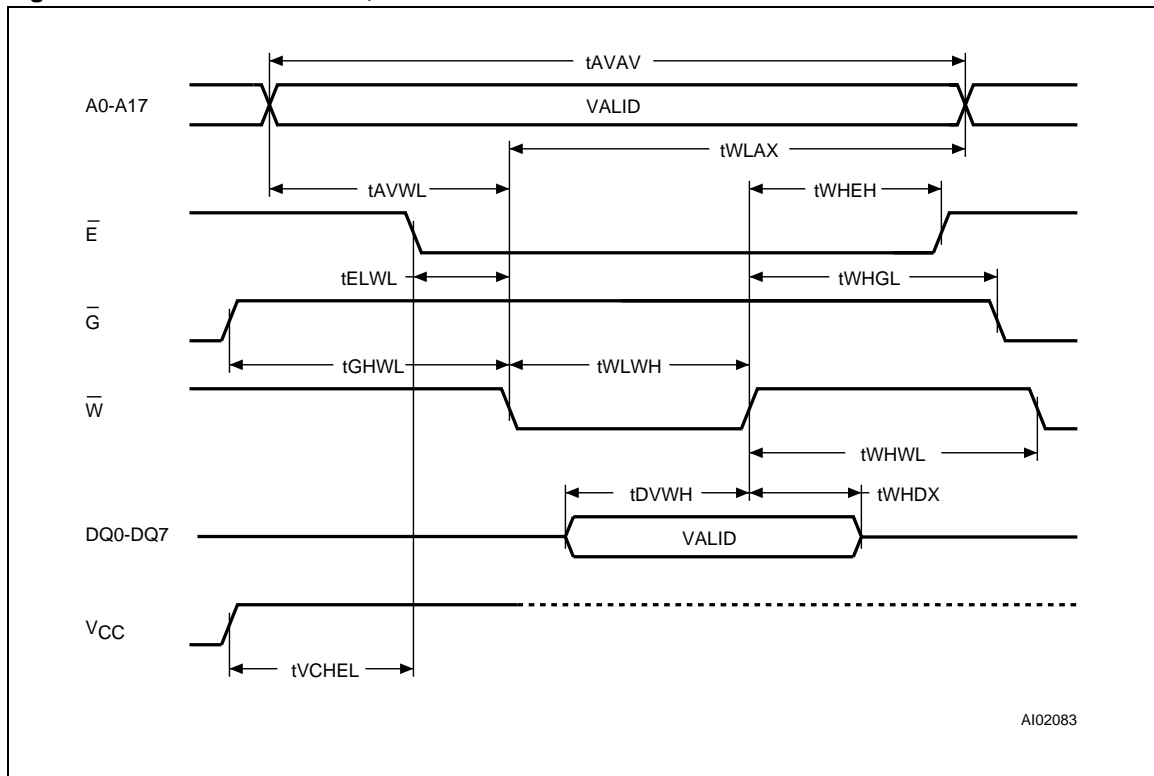 tAVAV
A0-A17
VALID
tWLAX
tAVWL
tWHEH
E̅
tELWL
tWHGL
G̅
tGHWL
tWLWH
W̅
tWHWL
tDVWH
tWHDX
DQ0-DQ7
VALID
VCC
tVCHEL
AI02083